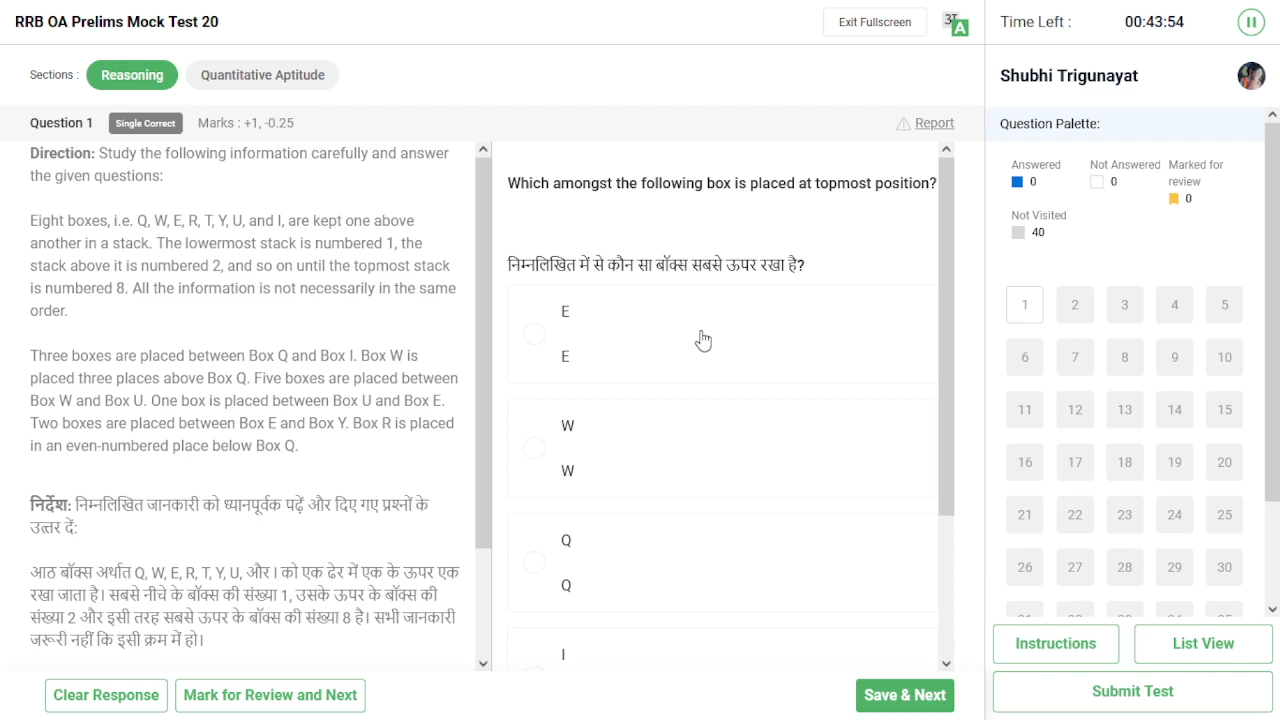 RRB OA Prelims Mock Test 20
Exit Fullscreen
Time Left :
00:43:54
Sections :
Reasoning
Quantitative Aptitude
Shubhi Trigunayat
Question 1
Single Correct
Marks : +1, -0.25
Report
Direction: Study the following information carefully and answer
the given questions:
Eight boxes, i.e. Q, W, E, R, T, Y, U, and I, are kept one above
another in a stack. The lowermost stack is numbered 1, the
stack above it is numbered 2, and so on until the topmost stack
is numbered 8. All the information is not necessarily in the same
order.
Three boxes are placed between Box Q and Box I. Box W is
placed three places above Box Q. Five boxes are placed between
Box W and Box U. One box is placed between Box U and Box E.
Two boxes are placed between Box E and Box Y. Box R is placed
in an even-numbered place below Box Q.
निर्देश: निम्नलिखित जानकारी को ध्यानपूर्वक पढ़ें और दिए गए प्रश्नों के
उत्तर दें:
आठ बॉक्स अर्थात Q, W, E, R, T, Y, U, और I को एक ढेर में एक के ऊपर एक
रखा जाता है। सबसे नीचे के बॉक्स की संख्या 1, उसके ऊपर के बॉक्स की
संख्या 2 और इसी तरह सबसे ऊपर के बॉक्स की संख्या 8 है। सभी जानकारी
जरूरी नहीं कि इसी क्रम में हो।
Which amongst the following box is placed at topmost position?
निम्नलिखित में से कौन सा बॉक्स सबसे ऊपर रखा है?
E
E
W
W
Q
Q
I
Clear Response
Mark for Review and Next
Save & Next
Question Palette:
Answered
0
Not Answered
0
Marked for
review
0
Not Visited
40
1 2 3 4 5
6 7 8 9 10
11 12 13 14 15
16 17 18 19 20
21 22 23 24 25
26 27 28 29 30
Instructions
List View
Submit Test